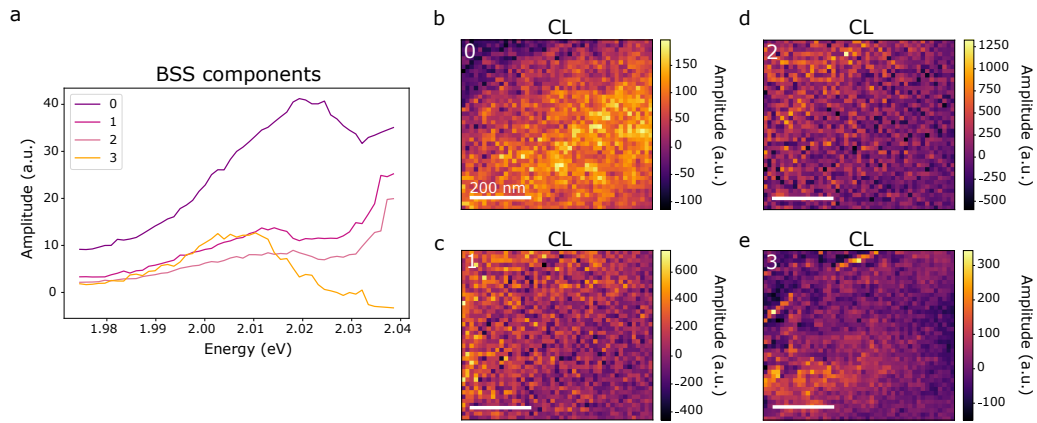 a
BSS components
0
1
2
3
Amplitude (a.u.)
40
30
20
10
0
1.98
1.99
2.00
2.01
2.02
2.03
2.04
Energy (eV)
b
CL
0
200 nm
150
100
50
0
-50
-100
Amplitude (a.u.)
c
CL
1
600
400
200
0
-200
-400
Amplitude (a.u.)
d
CL
2
1250
1000
750
500
250
0
-250
-500
Amplitude (a.u.)
e
CL
3
300
200
100
0
-100
Amplitude (a.u.)